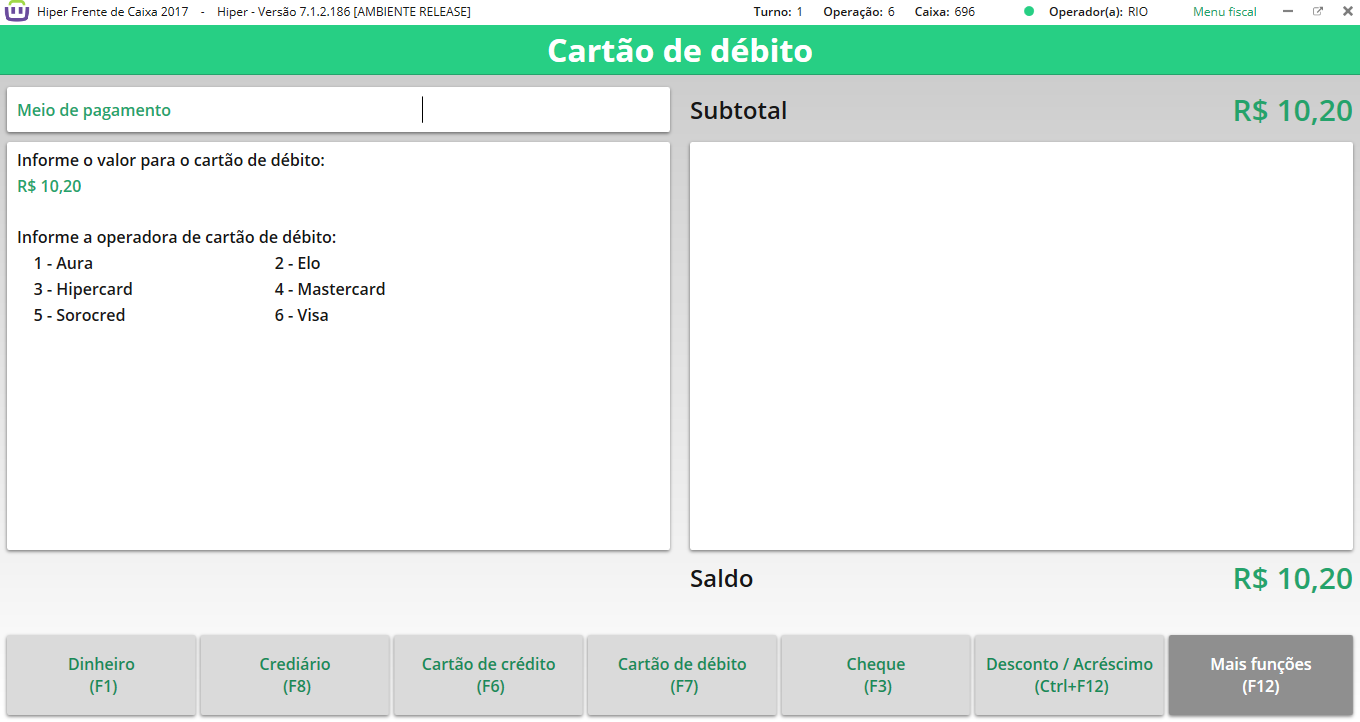 Hiper Frente de Caixa 2017 - Hiper - Versão 7.1.2.186 [AMBIENTE RELEASE] Turno: 1 Operação: 6 Caixa: 696 Operador(a): RIO Menu fiscal
Cartão de débito
Meio de pagamento
Subtotal R$ 10,20
Informe o valor para o cartão de débito:
R$ 10,20
Informe a operadora de cartão de débito:
1 - Aura 2 - Elo
3 - Hipercard 4 - Mastercard
5 - Sorocred 6 - Visa
Saldo R$ 10,20
Dinheiro Crediário Cartão de crédito Cartão de débito Cheque Desconto / Acréscimo Mais funções
(F1) (F8) (F6) (F7) (F3) (Ctrl+F12) (F12)